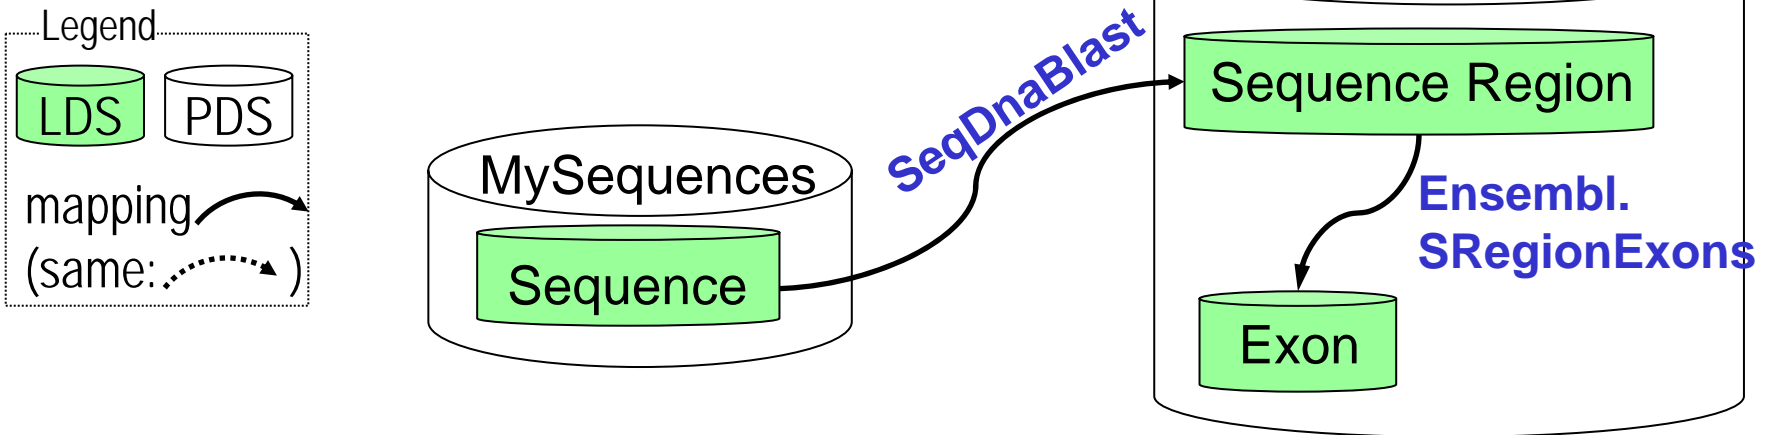 Legend
LDS PDS
mapping
(same: )
MySequences
Sequence
SeqDnaBlast
Sequence Region
Ensembl.
SRegionExons
Exon